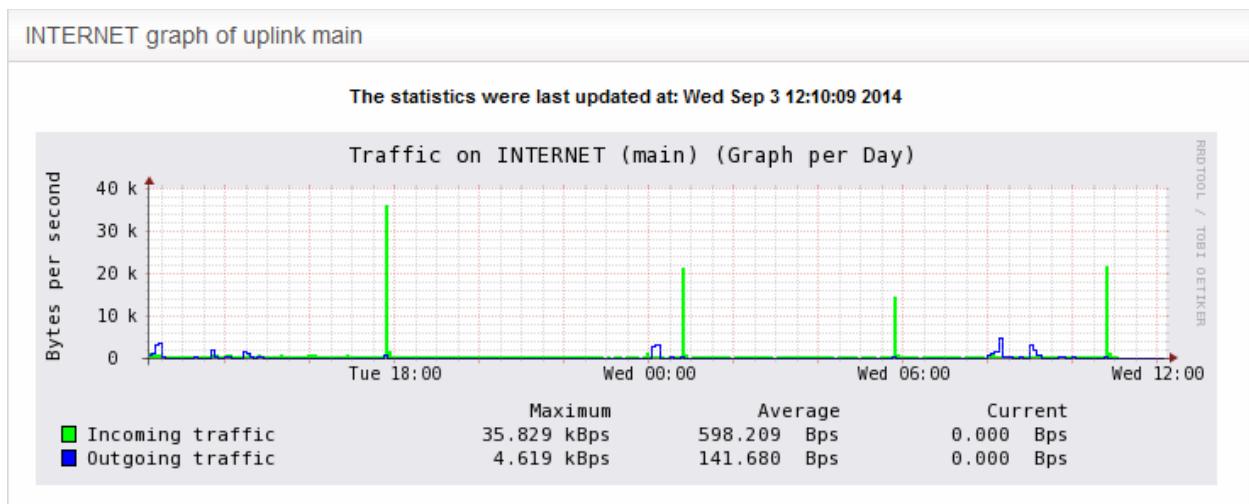 INTERNET graph of uplink main
The statistics were last updated at: Wed Sep 3 12:10:09 2014
Traffic on INTERNET (main) (Graph per Day)
RRDTOOL / TOBI OETIKER
Bytes per second
40 k
30 k
20 k
10 k
0
Tue 18:00 Wed 00:00 Wed 06:00 Wed 12:00
Maximum Average Current
Incoming traffic 35.829 kBps 598.209 Bps 0.000 Bps
Outgoing traffic 4.619 kBps 141.680 Bps 0.000 Bps